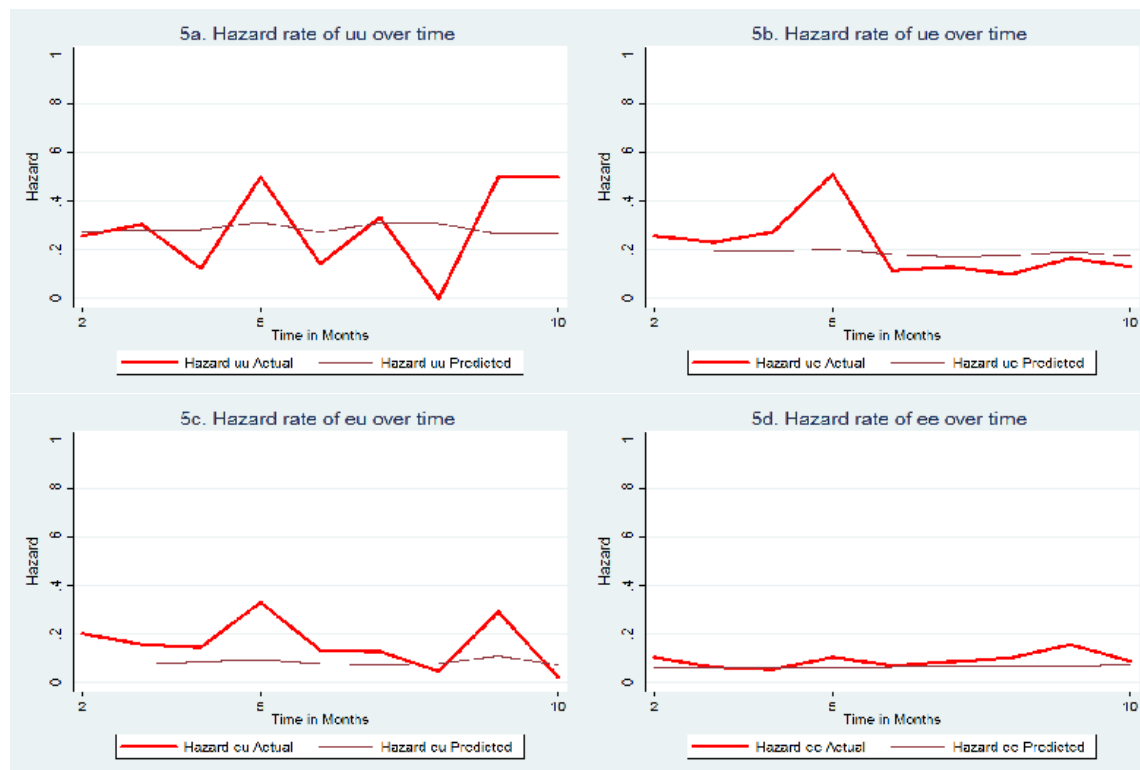 5a. Hazard rate of uu over time
1
.8
.6
.4
.2
0
Hazard
2
5
10
Time in Months
Hazard uu Actual
Hazard uu Predicted
5b. Hazard rate of ue over time
1
.8
.6
.4
.2
0
Hazard
2
5
10
Time in Months
Hazard ue Actual
Hazard ue Predicted
5c. Hazard rate of eu over time
1
.8
.6
.4
.2
0
Hazard
2
5
10
Time in Months
Hazard eu Actual
Hazard eu Predicted
5d. Hazard rate of ee over time
1
.8
.6
.4
.2
0
Hazard
2
5
10
Time in Months
Hazard ee Actual
Hazard ee Predicted